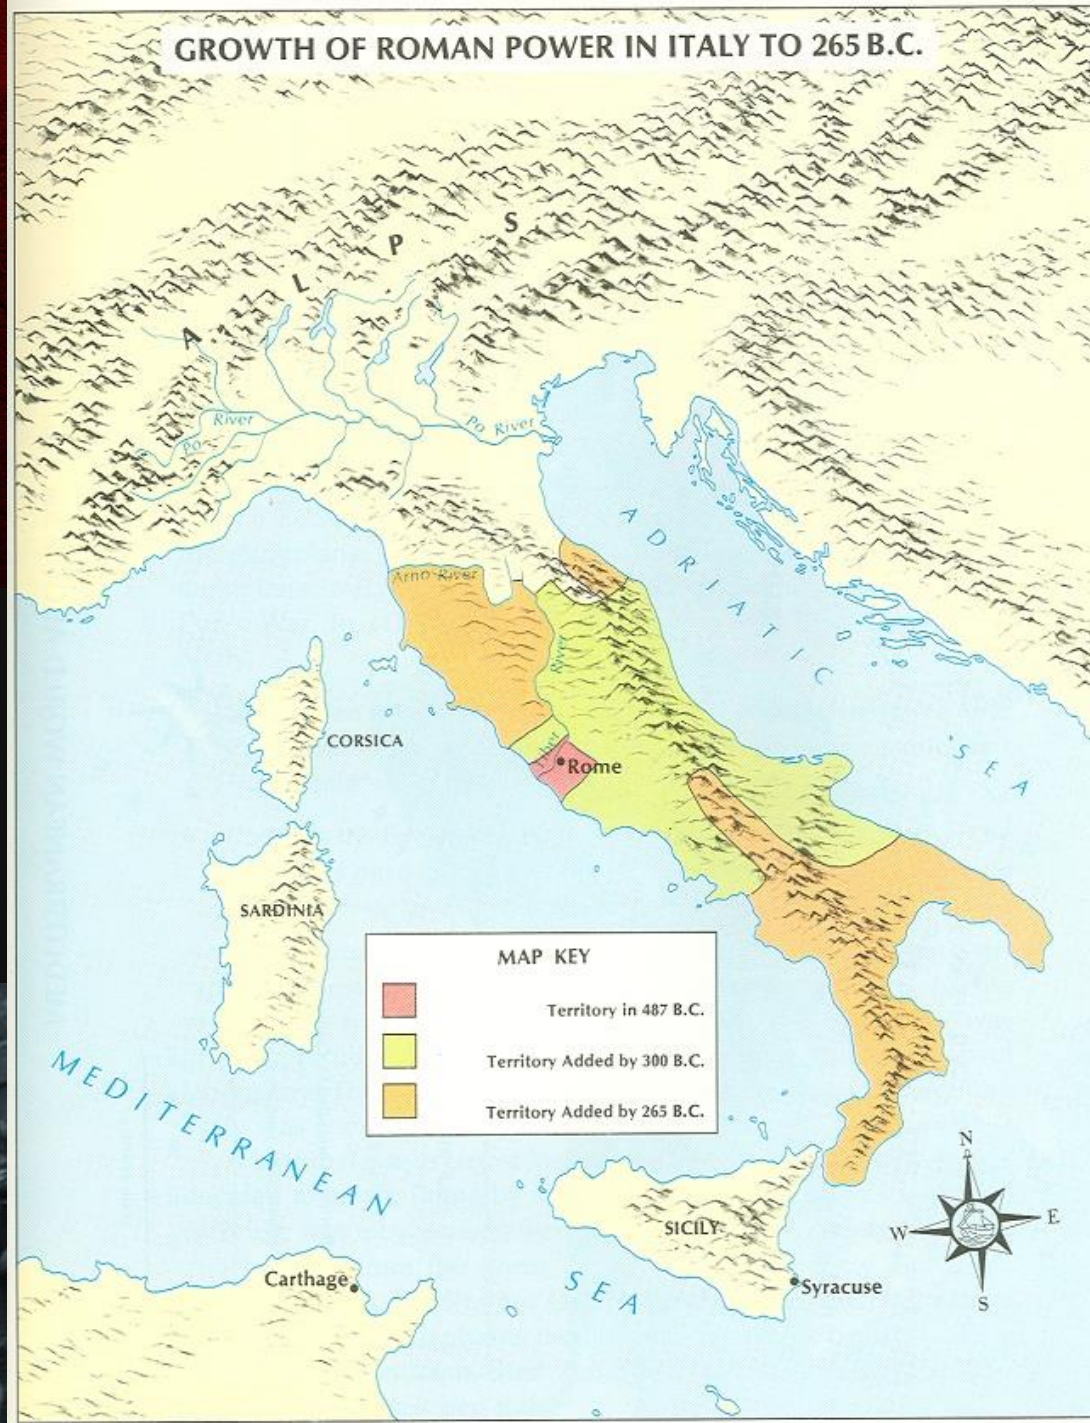 GROWTH OF ROMAN POWER IN ITALY TO 265 B.C.
A L P S
Po River
Po River
ADRIATIC SEA
Arno River
Tiber River
CORSICA
Rome
SARDINIA
MAP KEY
Territory in 487 B.C.
Territory Added by 300 B.C.
Territory Added by 265 B.C.
MEDITERRANEAN SEA
N
W
E
S
SICILY
Carthage
Syracuse